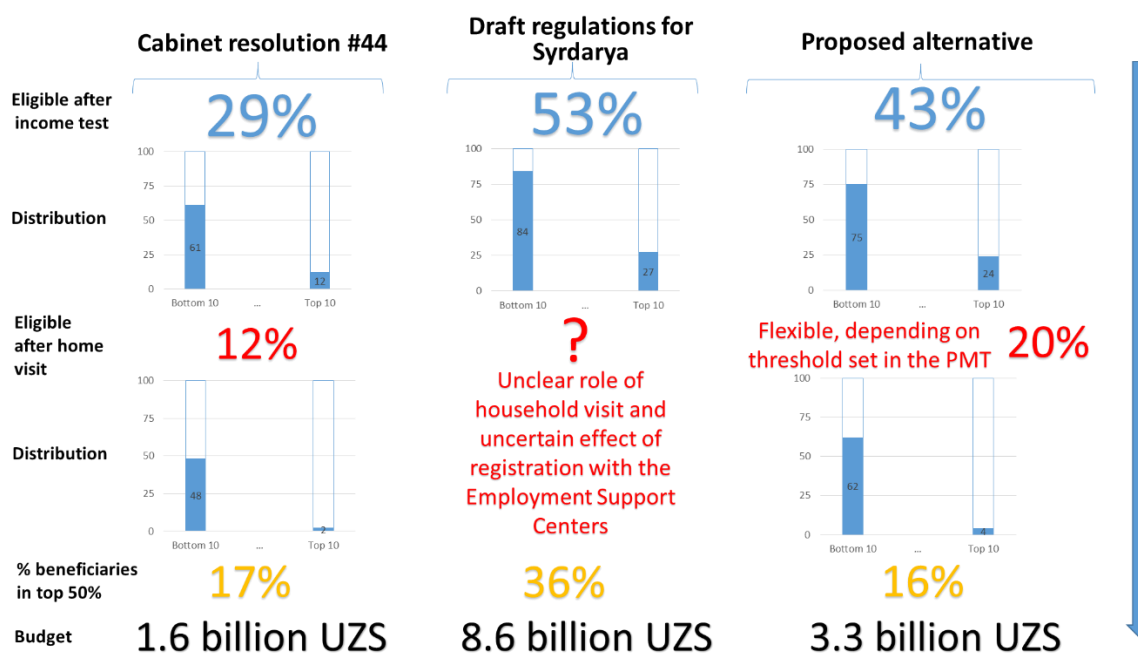 Cabinet resolution #44
Draft regulations for
Syrdarya
Proposed alternative
Eligible after
income test
29%
53%
43%
Distribution
100
75
50
25
0
61
12
Bottom 10
...
Top 10
100
75
50
25
0
84
27
Bottom 10
...
Top 10
100
75
50
25
0
75
24
Bottom 10
...
Top 10
Eligible
after home
visit
12%
?
Unclear role of
household visit and
uncertain effect of
registration with the
Employment Support
Centers
Flexible, depending on
threshold set in the PMT
20%
Distribution
100
75
50
25
0
48
2
Bottom 10
...
Top 10
100
75
50
25
0
62
4
Bottom 10
...
Top 10
% beneficiaries
in top 50%
17%
36%
16%
Budget
1.6 billion UZS
8.6 billion UZS
3.3 billion UZS